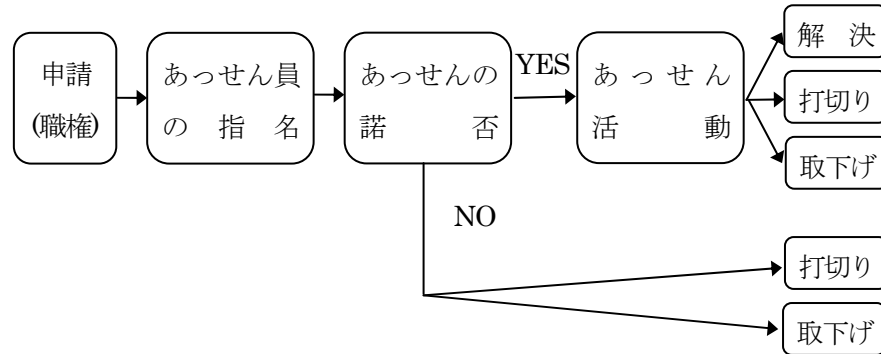 申請
(職権)
あっせん員
の指名
あっせんの
諾否
YES
あっせん
活動
解決
打切り
取下げ
NO
打切り
取下げ